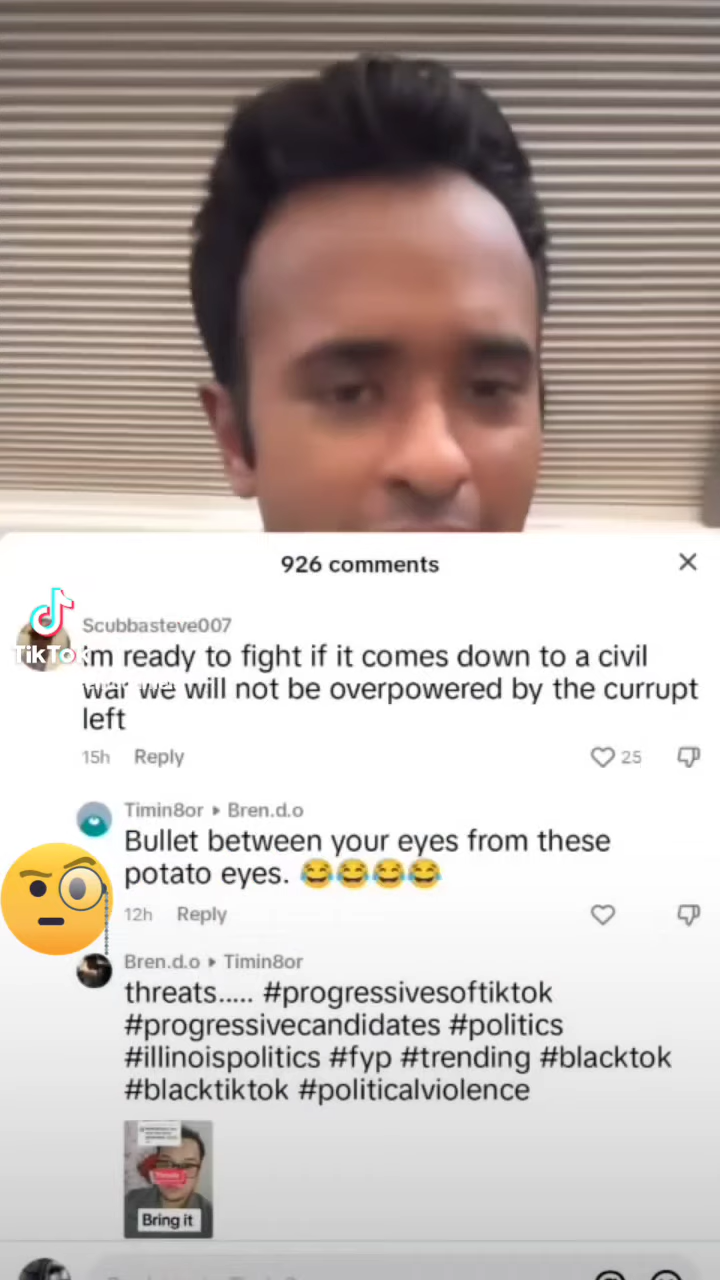 926 comments
Scubbasteve007
TikTok
im ready to fight if it comes down to a civil
war we will not be overpowered by the currupt
left
15h Reply
25
Timin8or Bren.d.o
Bullet between your eyes from these
potato eyes. 😂😂😂😂
12h Reply
Bren.d.o Timin8or
threats..... #progressivesoftiktok
#progressivecandidates #politics
#illinoispolitics #fyp #trending #blacktok
#blacktiktok #politicalviolence
Threats
Bring it